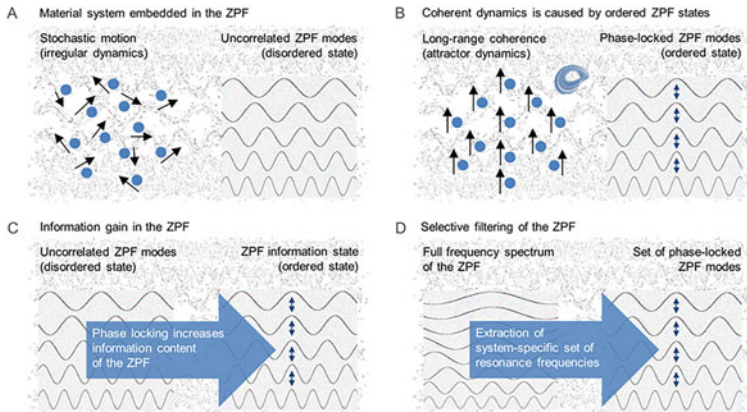 A Material system embedded in the ZPF
Stochastic motion
(irregular dynamics)
Uncorrelated ZPF modes
(disordered state)
B Coherent dynamics is caused by ordered ZPF states
Long-range coherence
(attractor dynamics)
Phase-locked ZPF modes
(ordered state)
C Information gain in the ZPF
Uncorrelated ZPF modes
(disordered state)
ZPF information state
(ordered state)
Phase locking increases
information content
of the ZPF
D Selective filtering of the ZPF
Full frequency spectrum
of the ZPF
Set of phase-locked
ZPF modes
Extraction of
system-specific set of
resonance frequencies